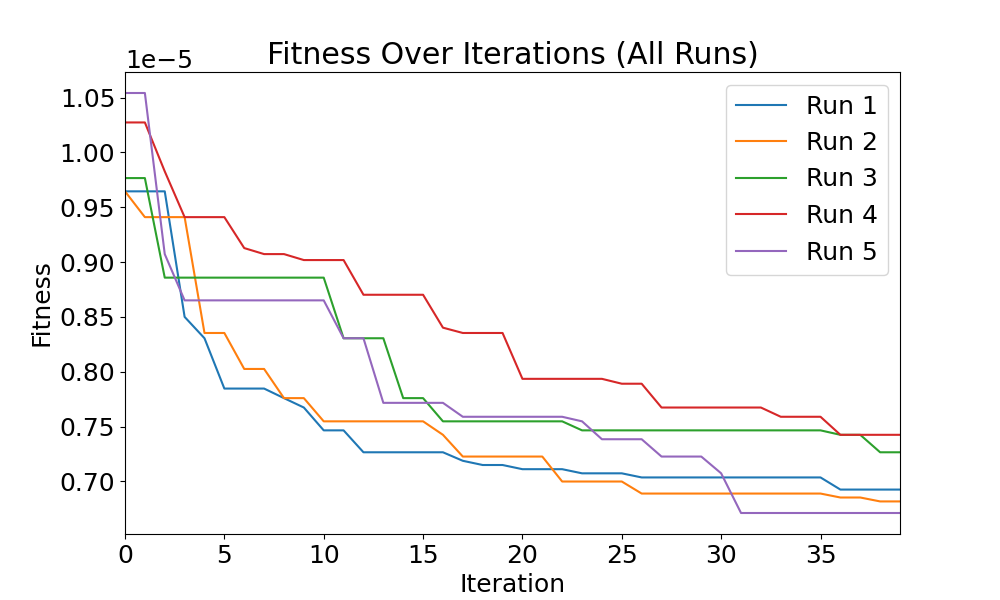 Fitness Over Iterations (All Runs)
1e−5
1.05
1.00
0.95
0.90
0.85
0.80
0.75
0.70
Fitness
Run 1
Run 2
Run 3
Run 4
Run 5
0 5 10 15 20 25 30 35
Iteration